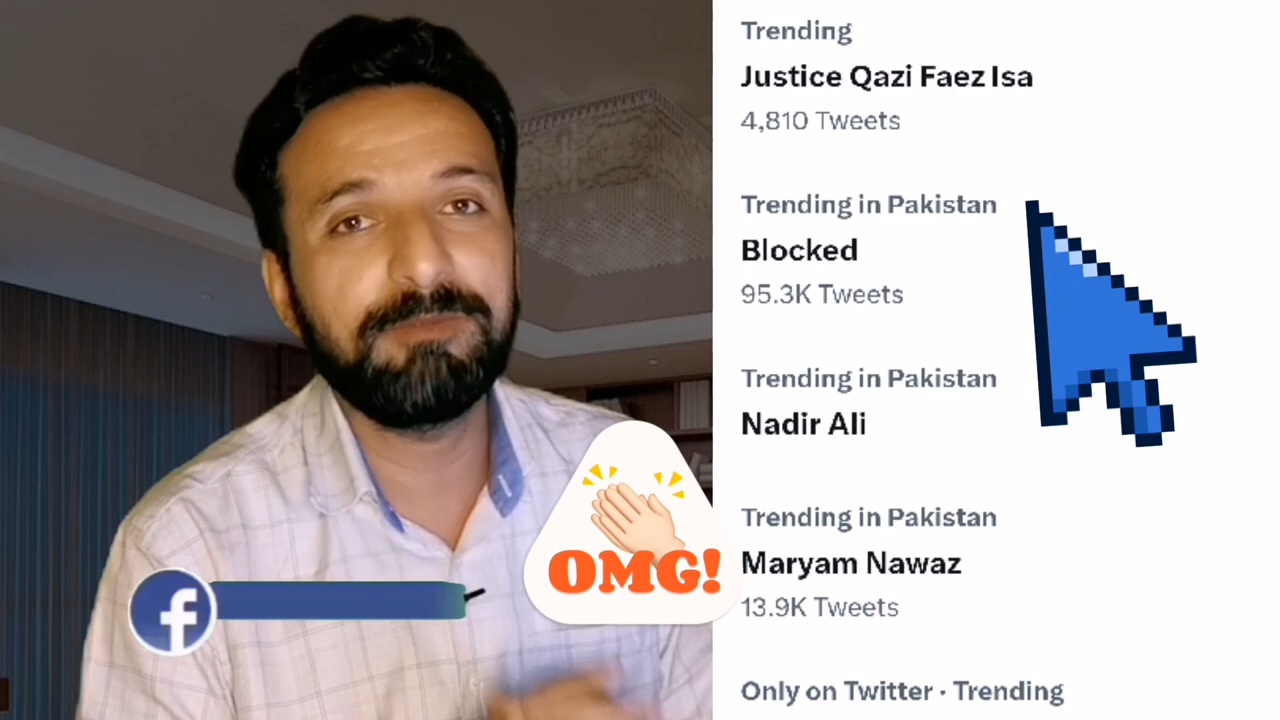 Trending
Justice Qazi Faez Isa
4,810 Tweets
Trending in Pakistan
Blocked
95.3K Tweets
Trending in Pakistan
Nadir Ali
Trending in Pakistan
Maryam Nawaz
13.9K Tweets
Only on Twitter · Trending
OMG!
f